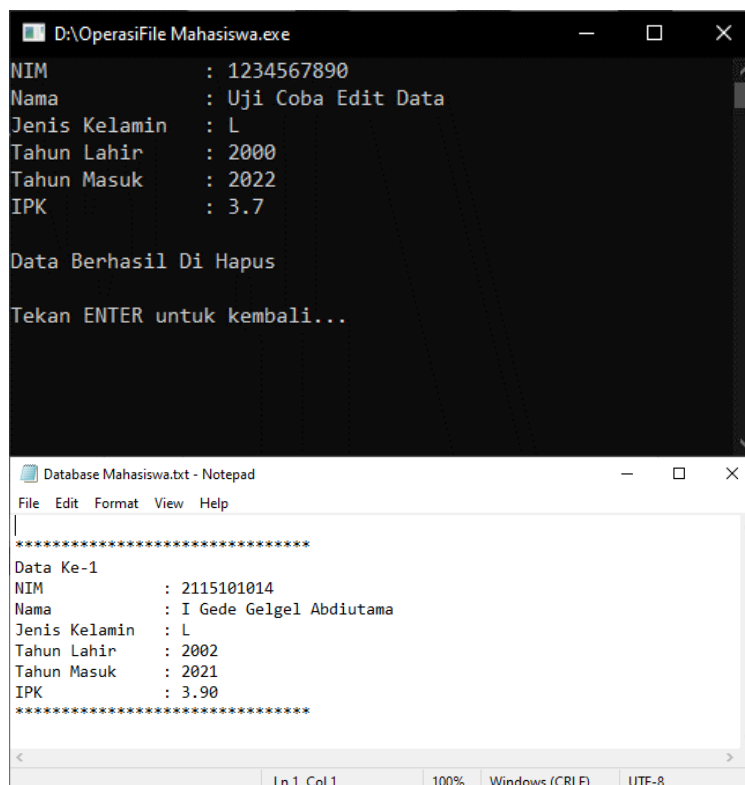 D:\OperasiFile Mahasiswa.exe
NIM : 1234567890
Nama : Uji Coba Edit Data
Jenis Kelamin : L
Tahun Lahir : 2000
Tahun Masuk : 2022
IPK : 3.7
Data Berhasil Di Hapus
Tekan ENTER untuk kembali...
Database Mahasiswa.txt - Notepad
File Edit Format View Help
********************************
Data Ke-1
NIM : 2115101014
Nama : I Gede Gelgel Abdiutama
Jenis Kelamin : L
Tahun Lahir : 2002
Tahun Masuk : 2021
IPK : 3.90
********************************
Ln 1, Col 1 100% Windows (CRLF) UTF-8